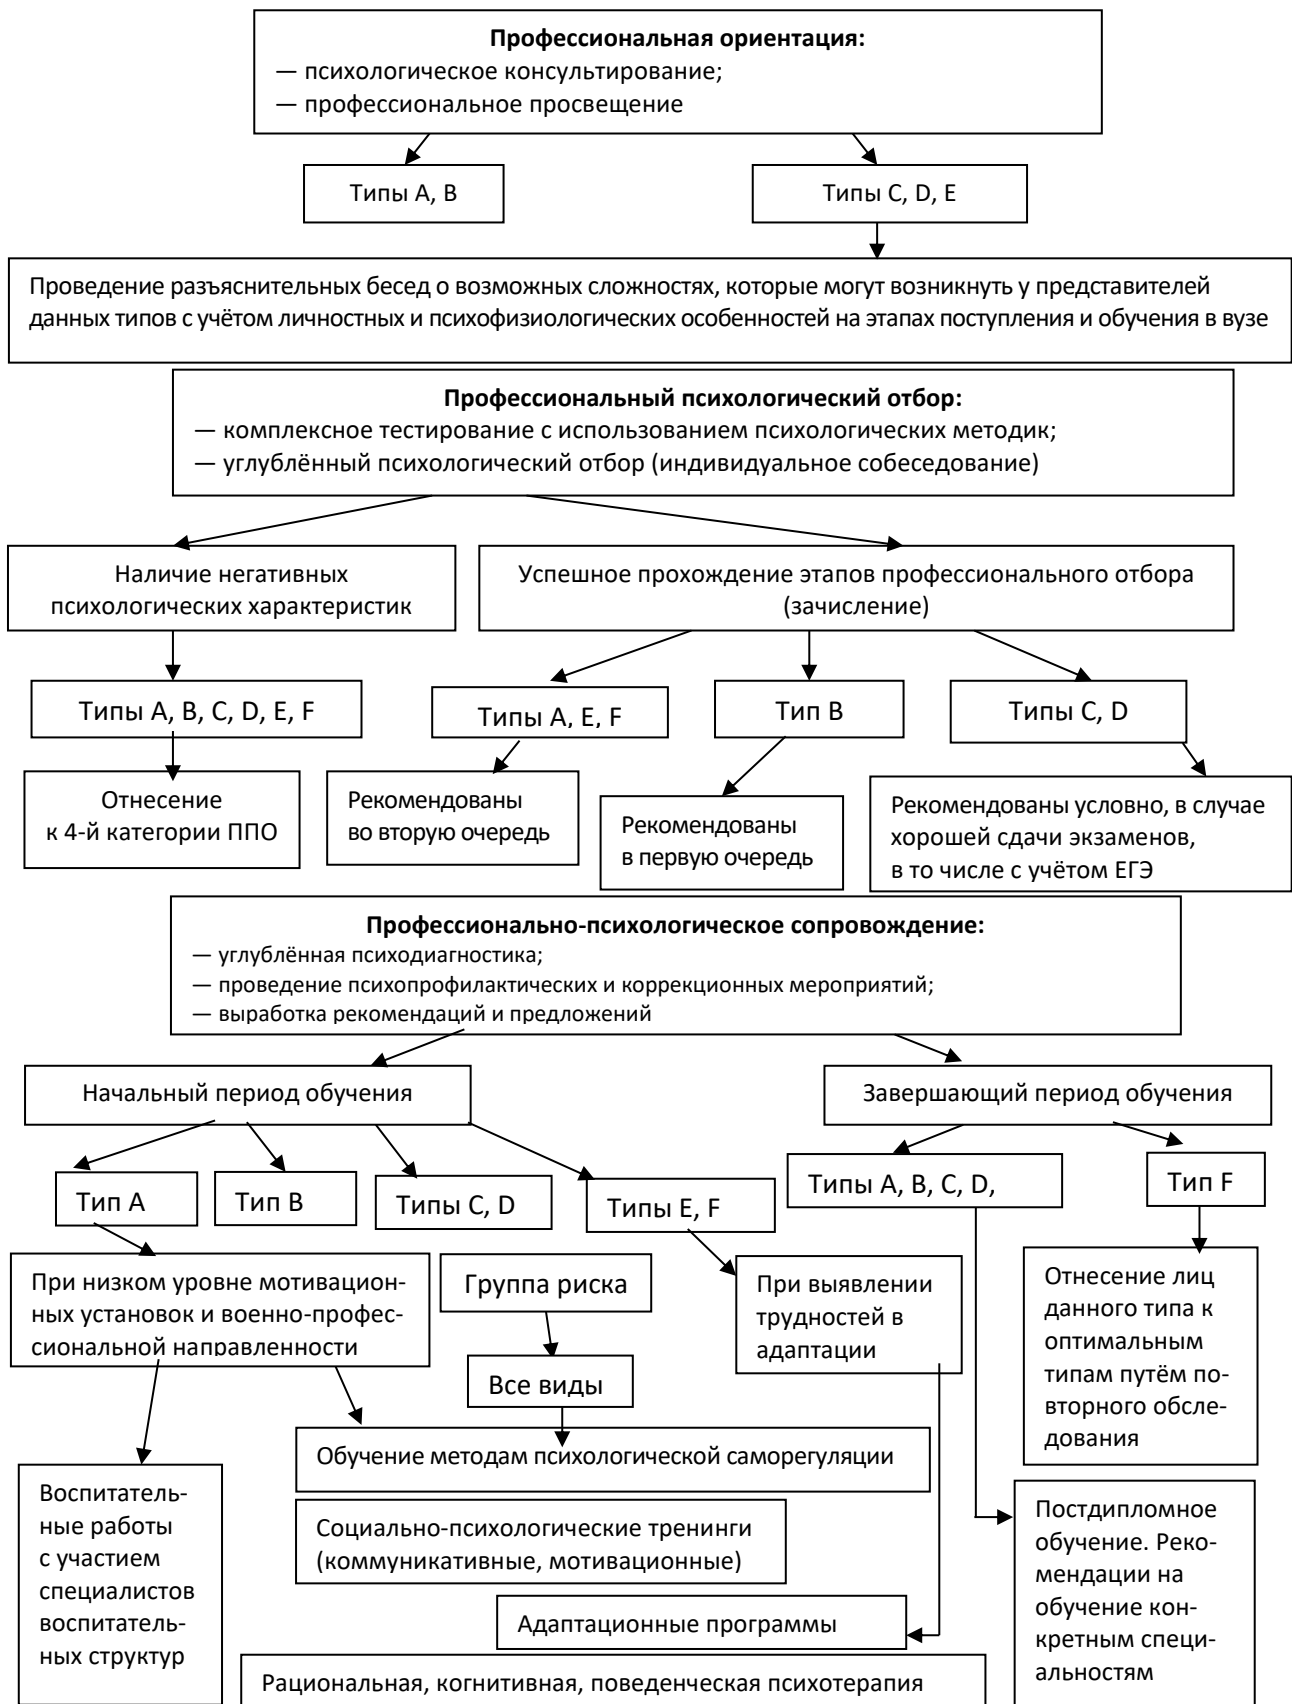 Профессиональная ориентация:
— психологическое консультирование;
— профессиональное просвещение
Типы A, B
Типы C, D, E
Проведение разъяснительных бесед о возможных сложностях, которые могут возникнуть у представителей
данных типов с учётом личностных и психофизиологических особенностей на этапах поступления и обучения в вузе
Профессиональный психологический отбор:
— комплексное тестирование с использованием психологических методик;
— углублённый психологический отбор (индивидуальное собеседование)
Наличие негативных
психологических характеристик
Успешное прохождение этапов профессионального отбора
(зачисление)
Типы A, B, C, D, E, F
Типы A, E, F
Тип B
Типы C, D
Отнесение
к 4-й категории ППО
Рекомендованы
во вторую очередь
Рекомендованы
в первую очередь
Рекомендованы условно, в случае
хорошей сдачи экзаменов,
в то числе с учётом ЕГЭ
Профессионально-психологическое сопровождение:
— углублённая психодиагностика;
— проведение психопрофилактических и коррекционных мероприятий;
— выработка рекомендаций и предложений
Начальный период обучения
Завершающий период обучения
Тип A
Тип B
Типы C, D
Типы E, F
Типы A, B, C, D,
Тип F
При низком уровне мотивацион-
ных установок и военно-профес-
сиональной направленности
Группа риска
Все виды
При выявлении
трудностей в
адаптации
Отнесение лиц
данного типа к
оптимальным
типам путём по-
вторного обсле-
дования
Обучение методам психологической саморегуляции
Воспитатель-
ные работы
с участием
специалистов
воспитатель-
ных структур
Социально-психологические тренинги
(коммуникативные, мотивационные)
Адаптационные программы
Рациональная, когнитивная, поведенческая психотерапия
Постдипломное
обучение. Реко-
мендации на
обучение кон-
кретным специ-
альностям